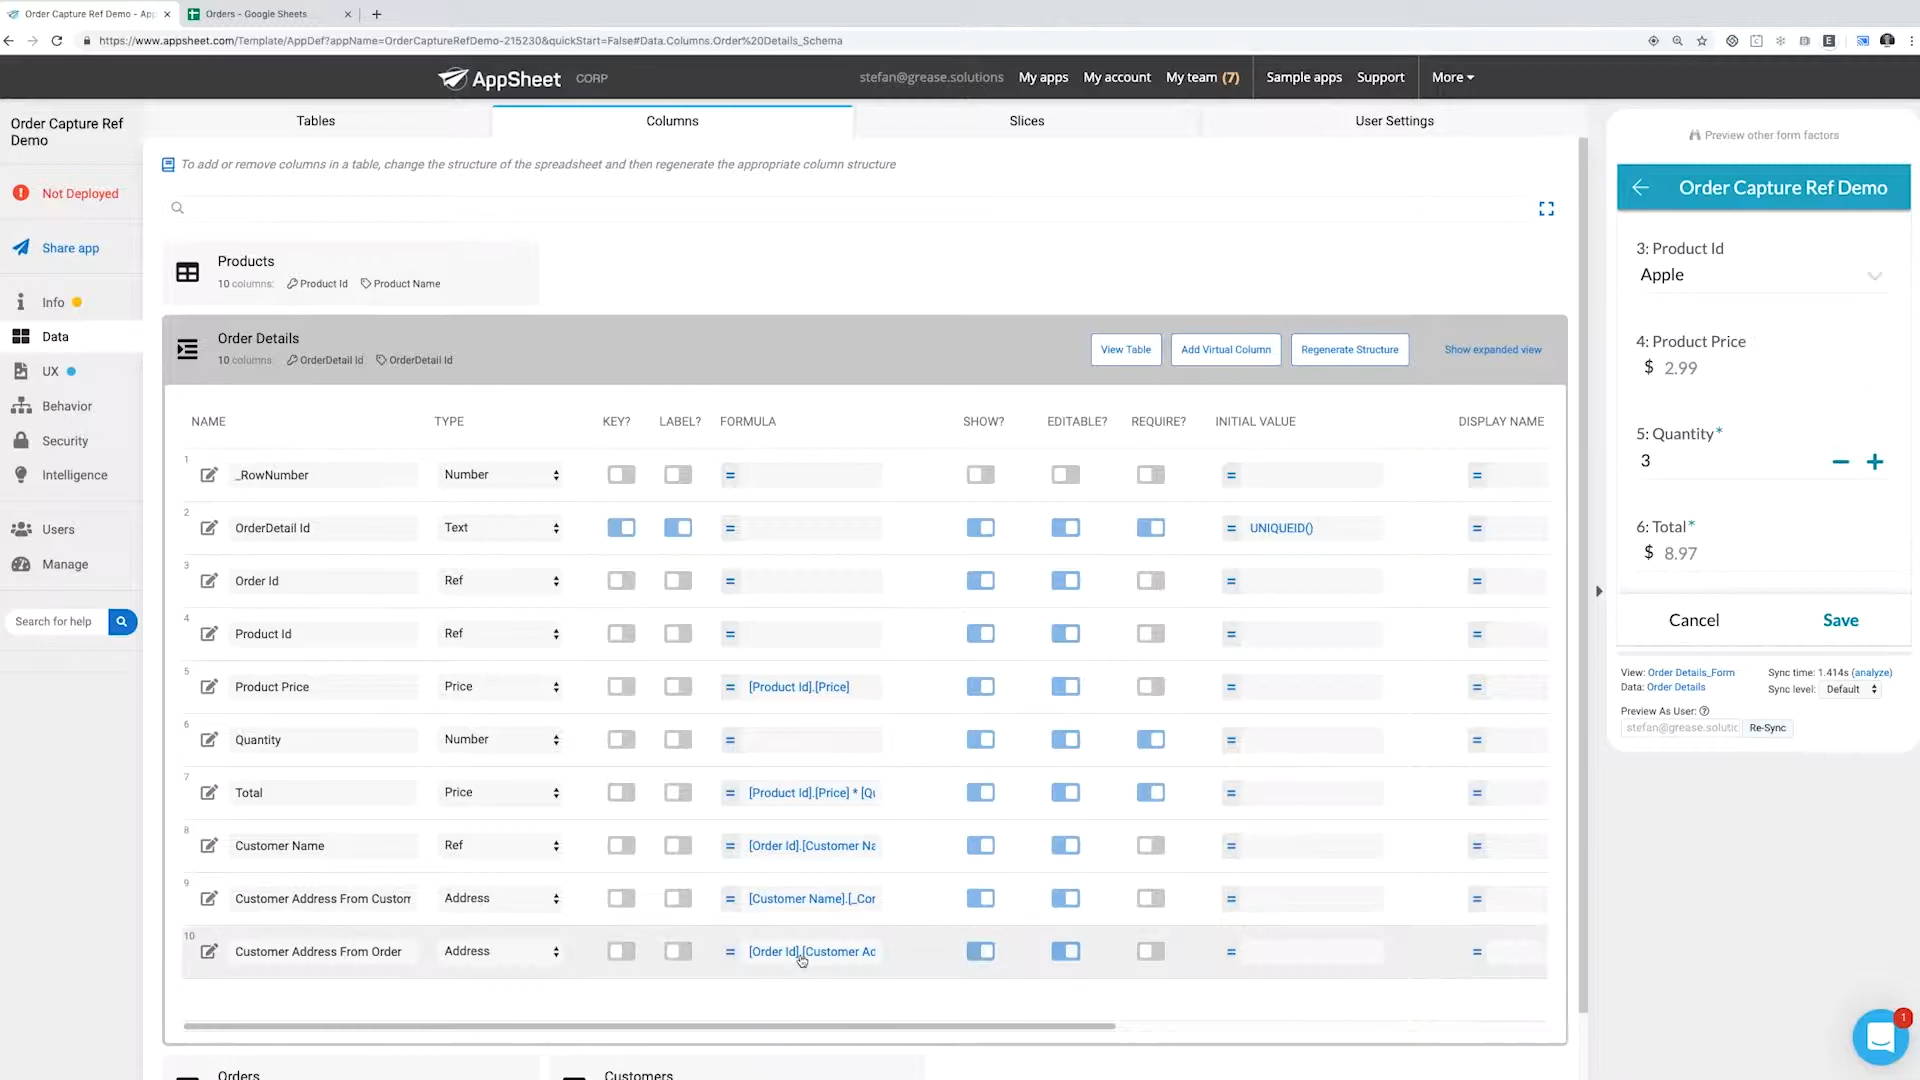 Order Capture Ref Demo - App
Orders - Google Sheets
https://www.appsheet.com/Template/AppDef?appName=OrderCaptureRefDemo-215230&quickStart=False#Data.Columns.Order%20Details_Schema
AppSheet CORP
stefan@grease.solutions My apps My account My team (7) Sample apps Support More
Order Capture Ref Demo
Not Deployed
Share app
Info
Data
UX
Behavior
Security
Intelligence
Users
Manage
Search for help
Tables Columns Slices User Settings
To add or remove columns in a table, change the structure of the spreadsheet and then regenerate the appropriate column structure
Products
10 columns: Product Id Product Name
Order Details
10 columns: OrderDetail Id OrderDetail Id
View Table Add Virtual Column Regenerate Structure Show expanded view
NAME TYPE KEY? LABEL? FORMULA SHOW? EDITABLE? REQUIRE? INITIAL VALUE DISPLAY NAME
1 _RowNumber Number = = =
2 OrderDetail Id Text = = UNIQUEID() =
3 Order Id Ref = = =
4 Product Id Ref = = =
5 Product Price Price = [Product Id].[Price] = =
6 Quantity Number = = =
7 Total Price = [Product Id].[Price] * [Qu = =
8 Customer Name Ref = [Order Id].[Customer Na = =
9 Customer Address From Custom Address = [Customer Name].[_Cor = =
10 Customer Address From Order Address = [Order Id].[Customer Ad = =
Orders Customers
Preview other form factors
Order Capture Ref Demo
3: Product Id
Apple
4: Product Price
$ 2.99
5: Quantity*
3
6: Total*
$ 8.97
Cancel Save
View: Order Details_Form Sync time: 1.414s (analyze)
Data: Order Details Sync level: Default
Preview As User:
stefan@grease.solutic Re-Sync
1